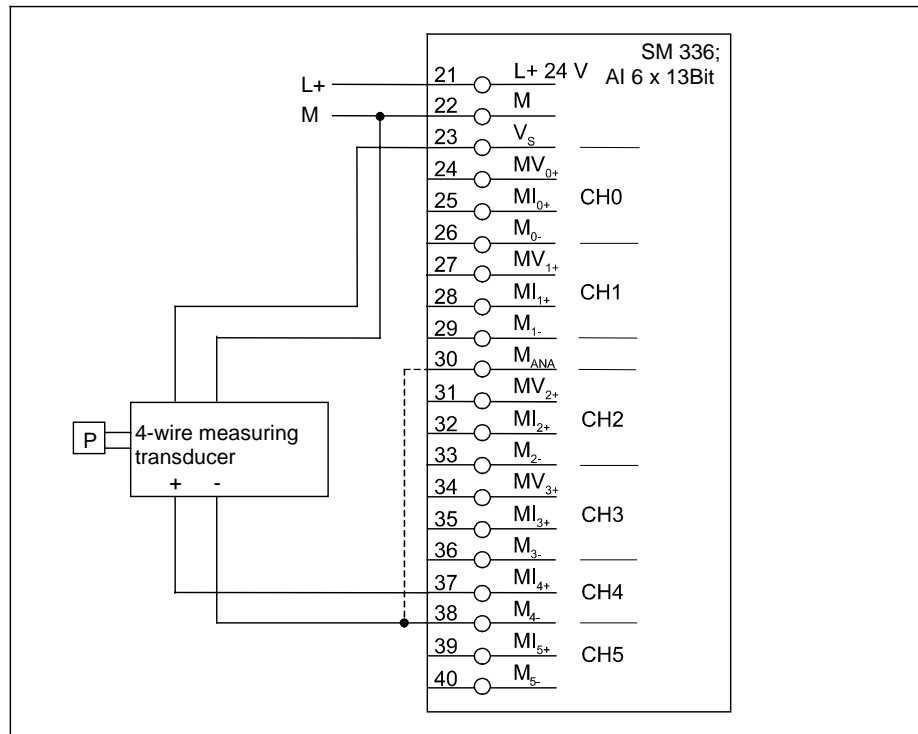 SM 336;
AI 6 x 13Bit
L+
M
21 L+ 24 V
22 M
23 VS
24 MV0+
25 MI0+ CH0
26 M0-
27 MV1+
28 MI1+ CH1
29 M1-
30 MANA
31 MV2+
32 MI2+ CH2
33 M2-
34 MV3+
35 MI3+ CH3
36 M3-
37 MI4+ CH4
38 M4-
39 MI5+ CH5
40 M5-
P
4-wire measuring
transducer
+ -